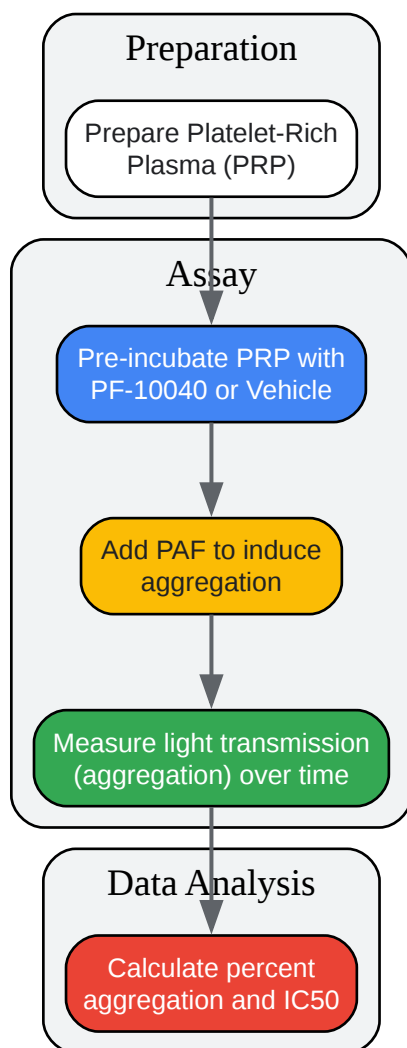 Preparation
Prepare Platelet-Rich
Plasma (PRP)
Assay
Pre-incubate PRP with
PF-10040 or Vehicle
Add PAF to induce
aggregation
Measure light transmission
(aggregation) over time
Data Analysis
Calculate percent
aggregation and IC50